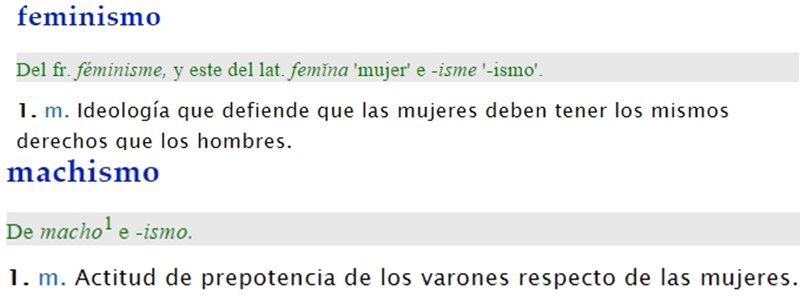 feminismo
Del fr. féminisme, y este del lat. femĭna 'mujer' e -isme '-ismo'.
1. m. Ideología que defiende que las mujeres deben tener los mismos
derechos que los hombres.
machismo
De macho1 e -ismo.
1. m. Actitud de prepotencia de los varones respecto de las mujeres.